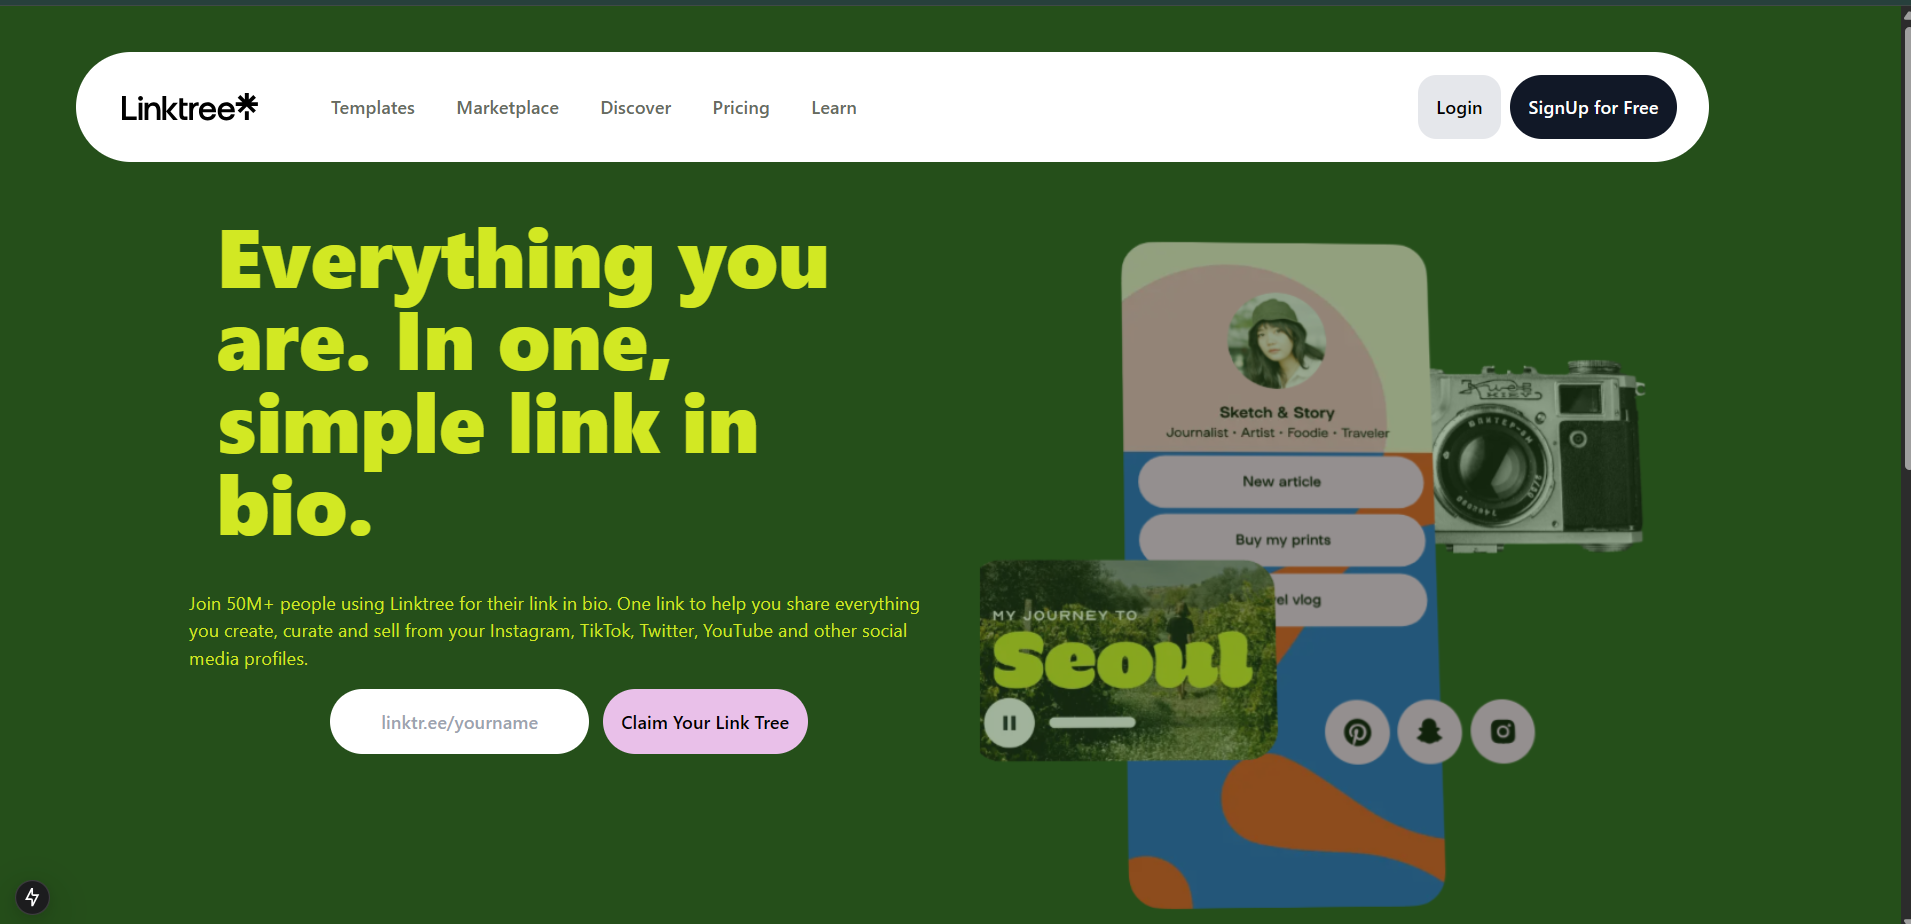 Linktree
Templates
Marketplace
Discover
Pricing
Learn
Login
SignUp for Free
Everything you
are. In one,
simple link in
bio.
Join 50M+ people using Linktree for their link in bio. One link to help you share everything
you create, curate and sell from your Instagram, TikTok, Twitter, YouTube and other social
media profiles.
linktr.ee/yourname
Claim Your Link Tree
Sketch & Story
Journalist • Artist • Foodie • Traveler
New article
Buy my prints
vlog
MY JOURNEY TO
Seoul